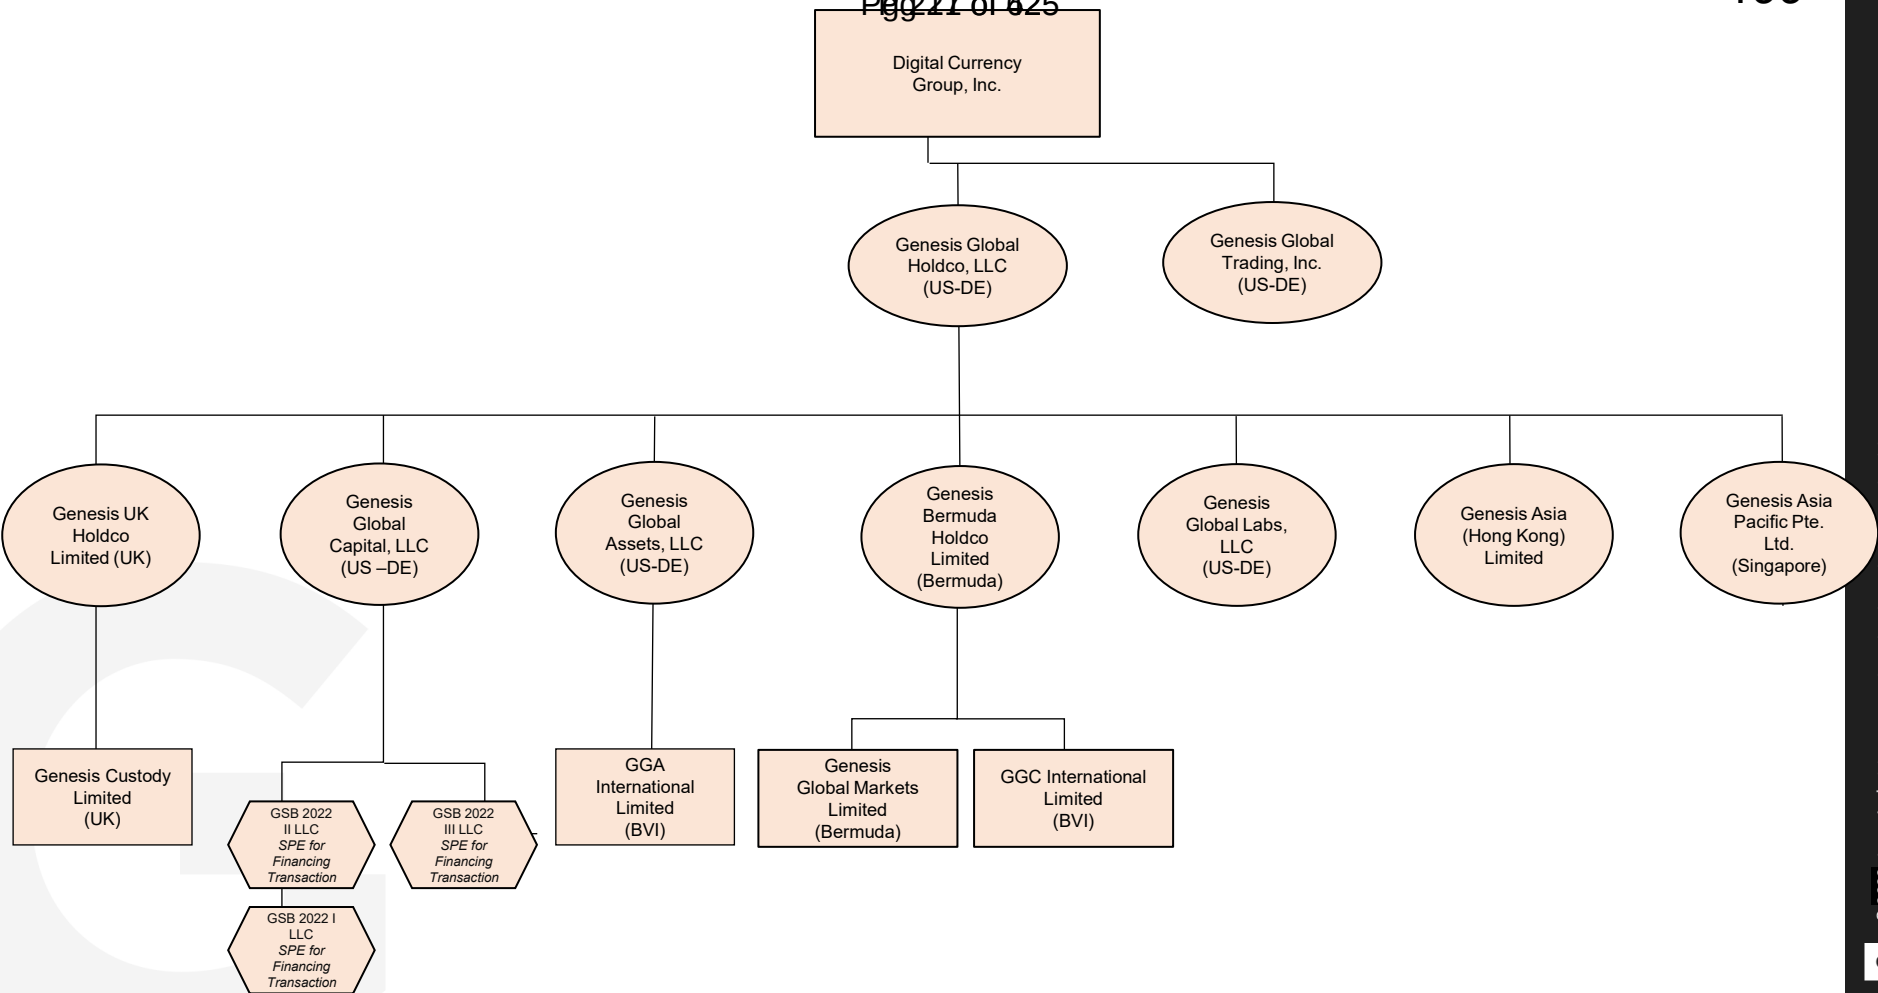 Digital Currency
Group, Inc.
Genesis Global
Holdco, LLC
(US-DE)
Genesis Global
Trading, Inc.
(US-DE)
Genesis UK
Holdco
Limited (UK)
Genesis
Global
Capital, LLC
(US –DE)
Genesis
Global
Assets, LLC
(US-DE)
Genesis
Bermuda
Holdco
Limited
(Bermuda)
Genesis
Global Labs,
LLC
(US-DE)
Genesis Asia
(Hong Kong)
Limited
Genesis Asia
Pacific Pte.
Ltd.
(Singapore)
Genesis Custody
Limited
(UK)
GSB 2022
II LLC
SPE for
Financing
Transaction
GSB 2022
III LLC
SPE for
Financing
Transaction
GGA
International
Limited
(BVI)
Genesis
Global Markets
Limited
(Bermuda)
GGC International
Limited
(BVI)
GSB 2022 I
LLC
SPE for
Financing
Transaction